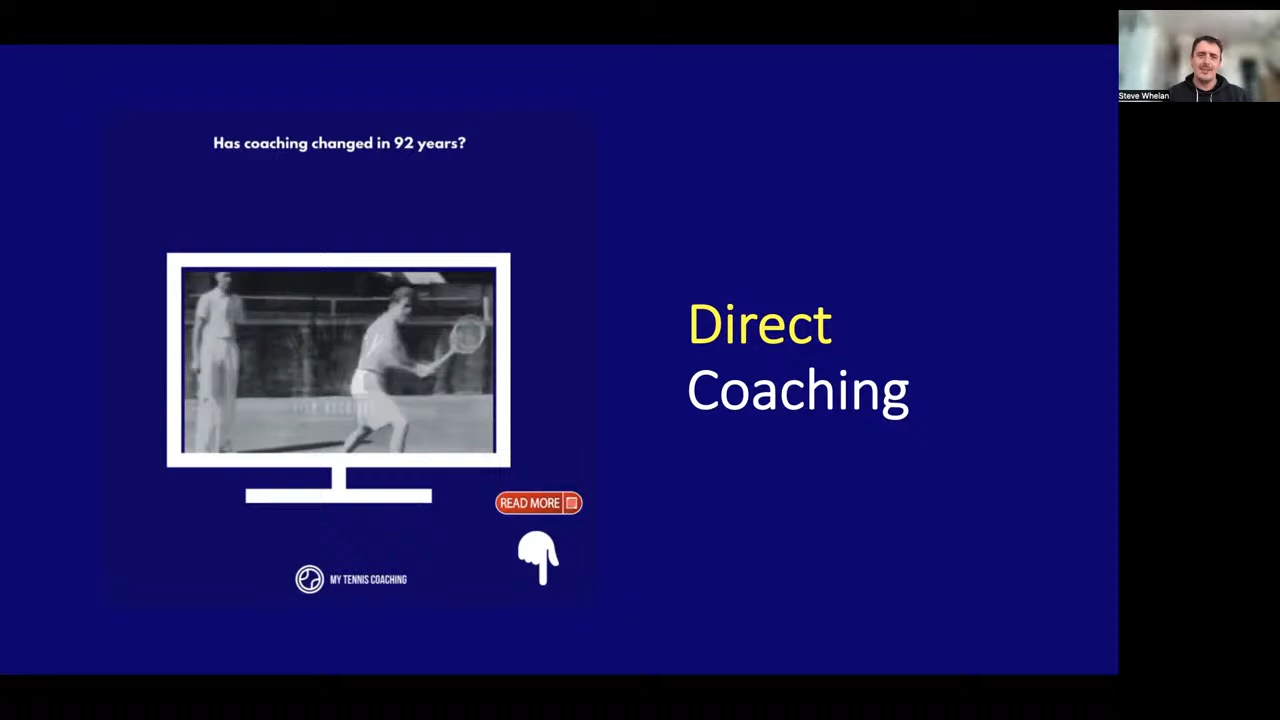 Steve Whelan
Has coaching changed in 92 years?
Direct
Coaching
READ MORE
MY TENNIS COACHING